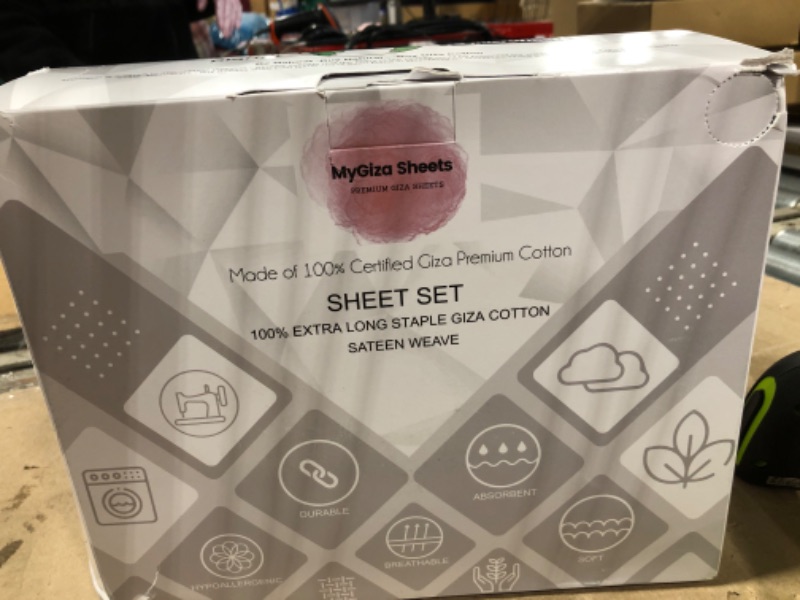 MyGiza Sheets
PREMIUM GIZA SHEETS
Made of 100% Certified Giza Premium Cotton
SHEET SET
100% EXTRA LONG STAPLE GIZA COTTON
SATEEN WEAVE
DURABLE
ABSORBENT
HYPOALLERGENIC
BREATHABLE
SOFT